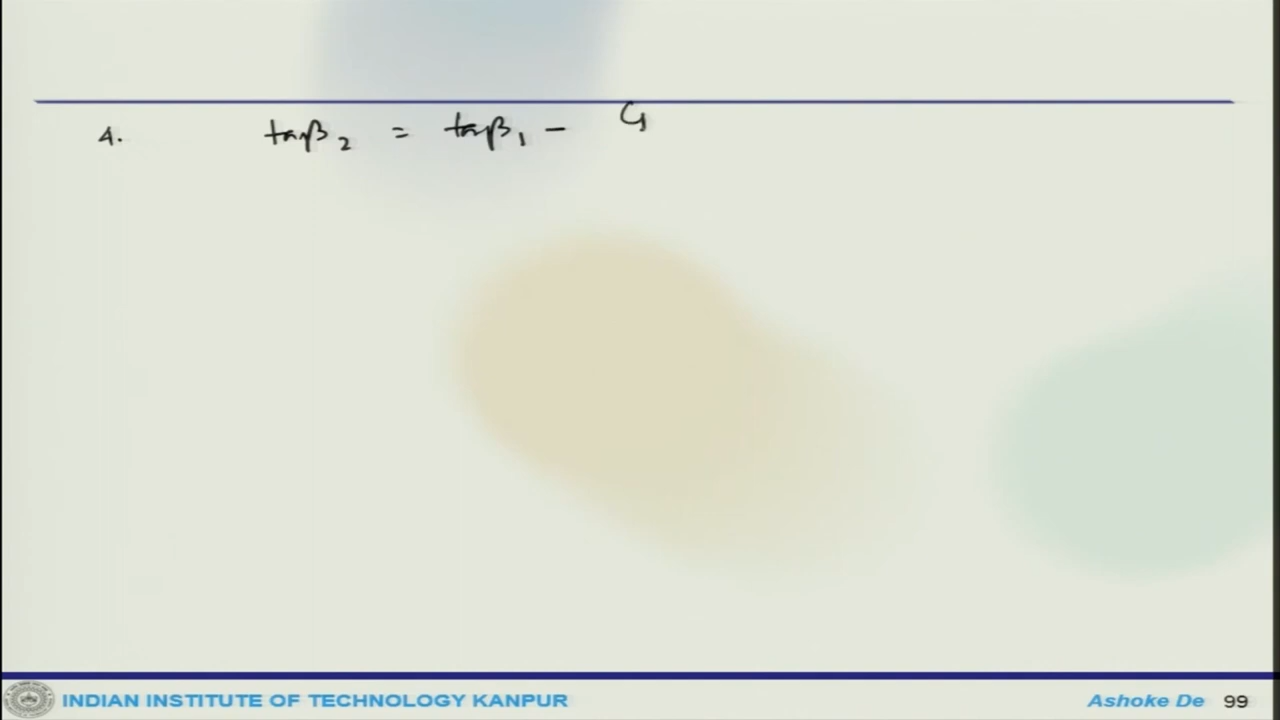 4. tanβ₂ = tanβ₁ − C₁
INDIAN INSTITUTE OF TECHNOLOGY KANPUR
Ashoke De 99